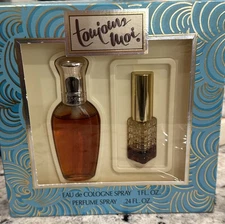 toujours
moi.
EAU de COLOGNE SPRAY 1 FL. OZ.
PERFUME SPRAY .24 FL. OZ.